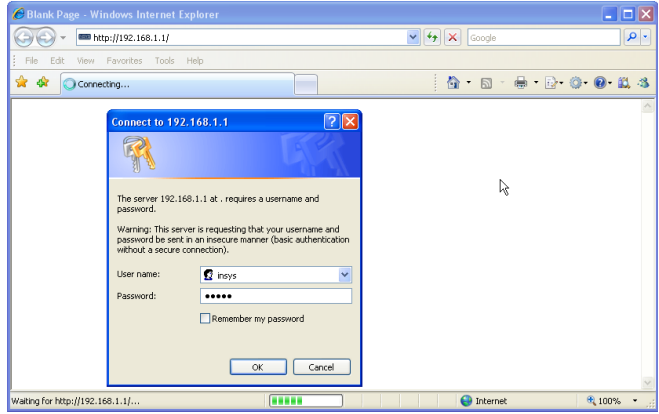 Blank Page - Windows Internet Explorer
http://192.168.1.1/
Google
File Edit View Favorites Tools Help
Connecting...
Connect to 192.168.1.1
The server 192.168.1.1 at . requires a username and
password.
Warning: This server is requesting that your username and
password be sent in an insecure manner (basic authentication
without a secure connection).
User name: insys
Password: •••••
Remember my password
OK Cancel
Waiting for http://192.168.1.1/... Internet 100%